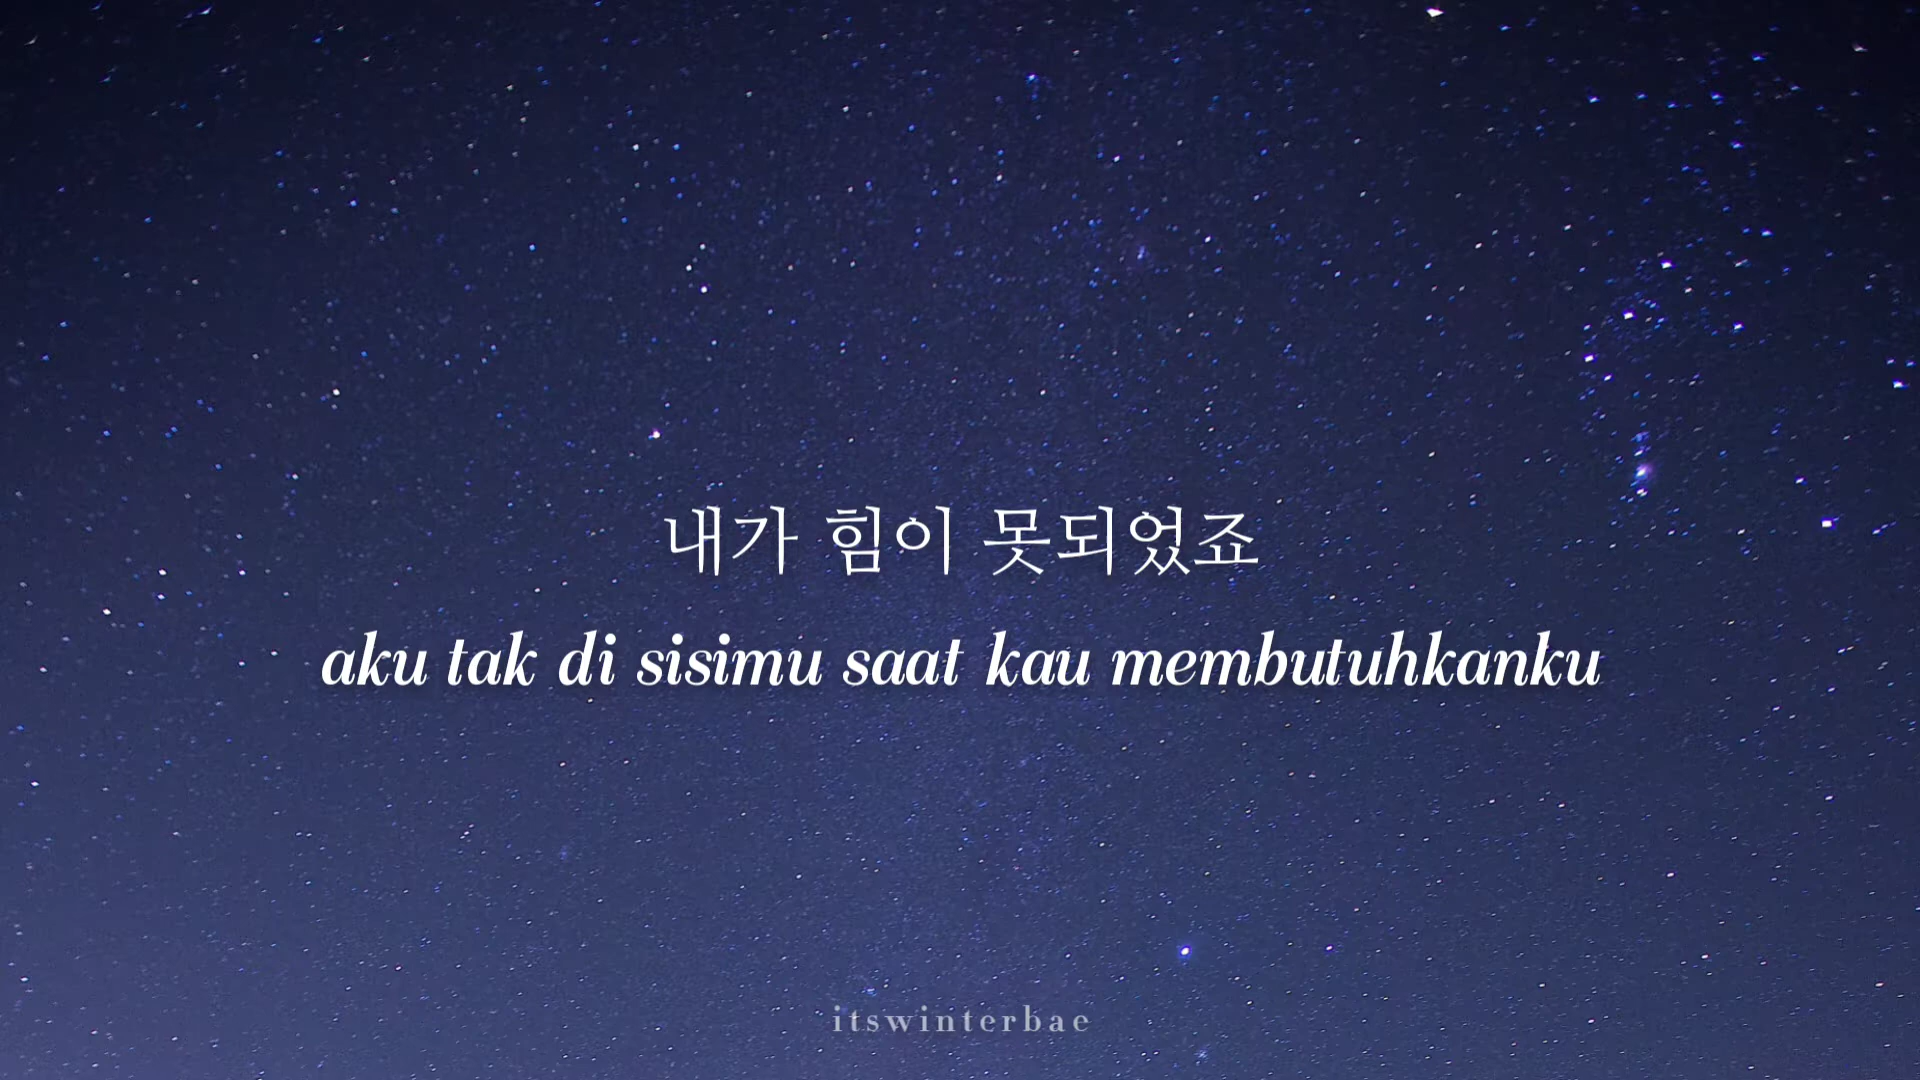 내가 힘이 못되었죠
aku tak di sisimu saat kau membutuhkanku
itswinterbae